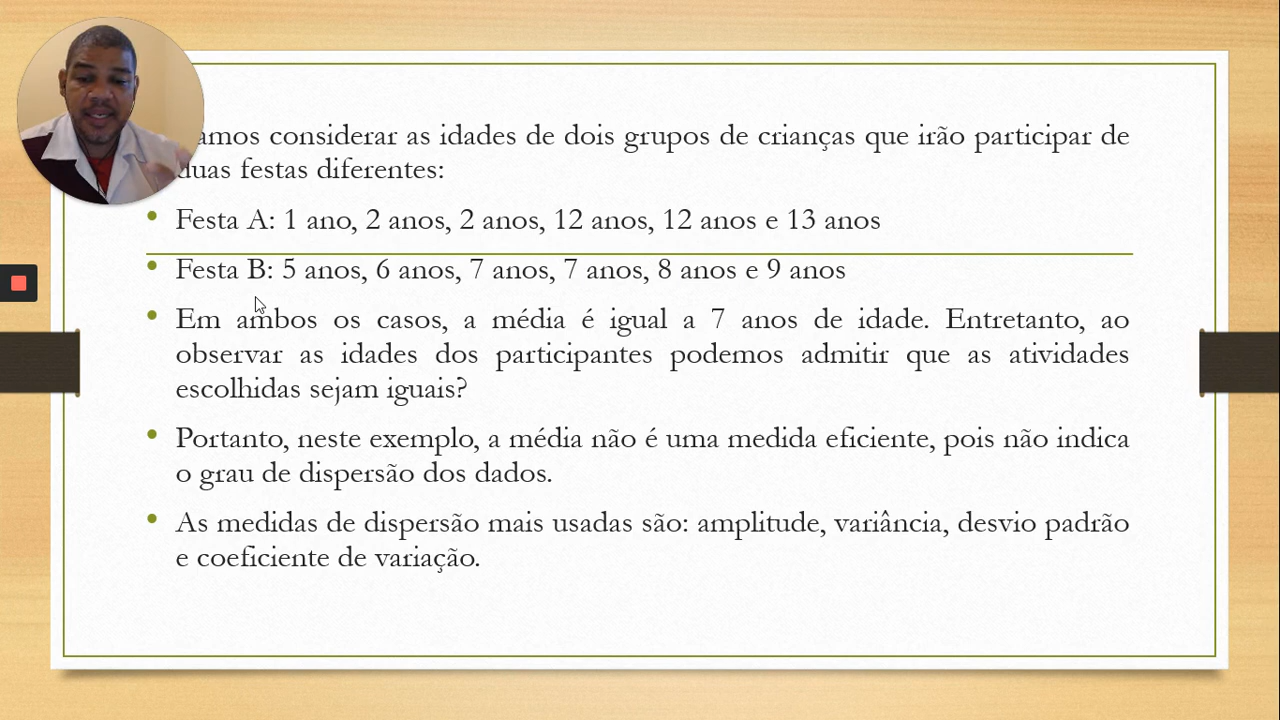 amos considerar as idades de dois grupos de crianças que irão participar de
duas festas diferentes:
• Festa A: 1 ano, 2 anos, 2 anos, 12 anos, 12 anos e 13 anos
• Festa B: 5 anos, 6 anos, 7 anos, 7 anos, 8 anos e 9 anos
• Em ambos os casos, a média é igual a 7 anos de idade. Entretanto, ao
observar as idades dos participantes podemos admitir que as atividades
escolhidas sejam iguais?
• Portanto, neste exemplo, a média não é uma medida eficiente, pois não indica
o grau de dispersão dos dados.
• As medidas de dispersão mais usadas são: amplitude, variância, desvio padrão
e coeficiente de variação.